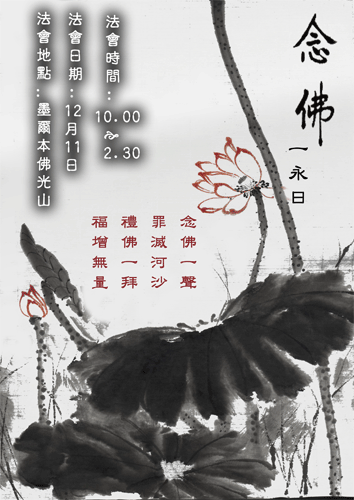 念佛
一永日
法會時間：10.00~2.30
法會日期：12月11日
法會地點：墨爾本佛光山
念佛一聲
罪滅河沙
禮佛一拜
福增無量